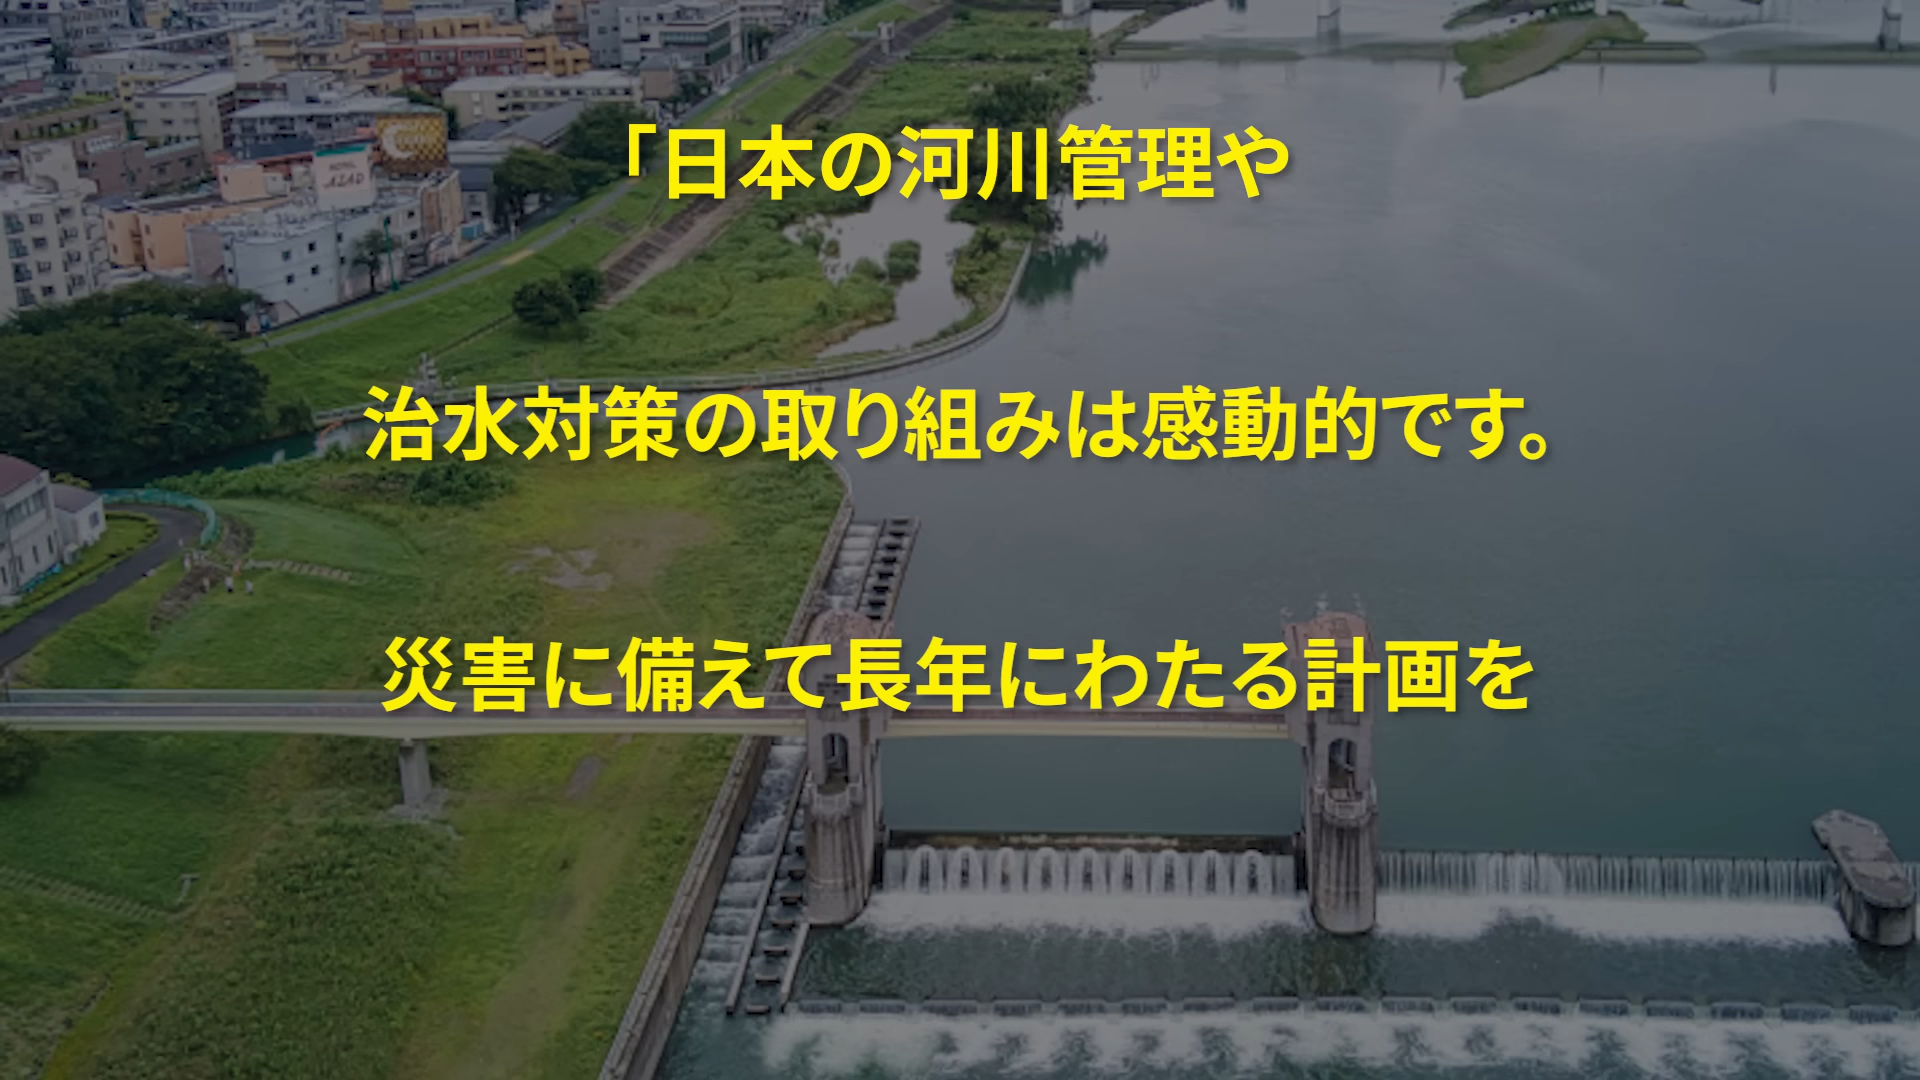 「日本の河川管理や
HOTEL
AZAD
治水対策の取り組みは感動的です。
災害に備えて長年にわたる計画を